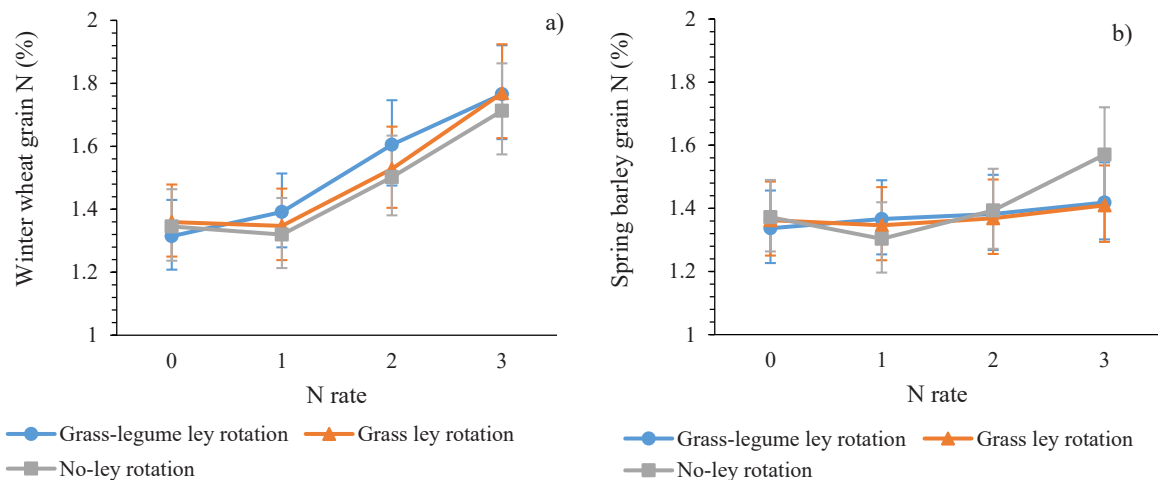 a)
Winter wheat grain N (%)
2
1.8
1.6
1.4
1.2
1
0 1 2 3
N rate
Grass-legume ley rotation Grass ley rotation
No-ley rotation
b)
Spring barley grain N (%)
2
1.8
1.6
1.4
1.2
1
0 1 2 3
N rate
Grass-legume ley rotation Grass ley rotation
No-ley rotation